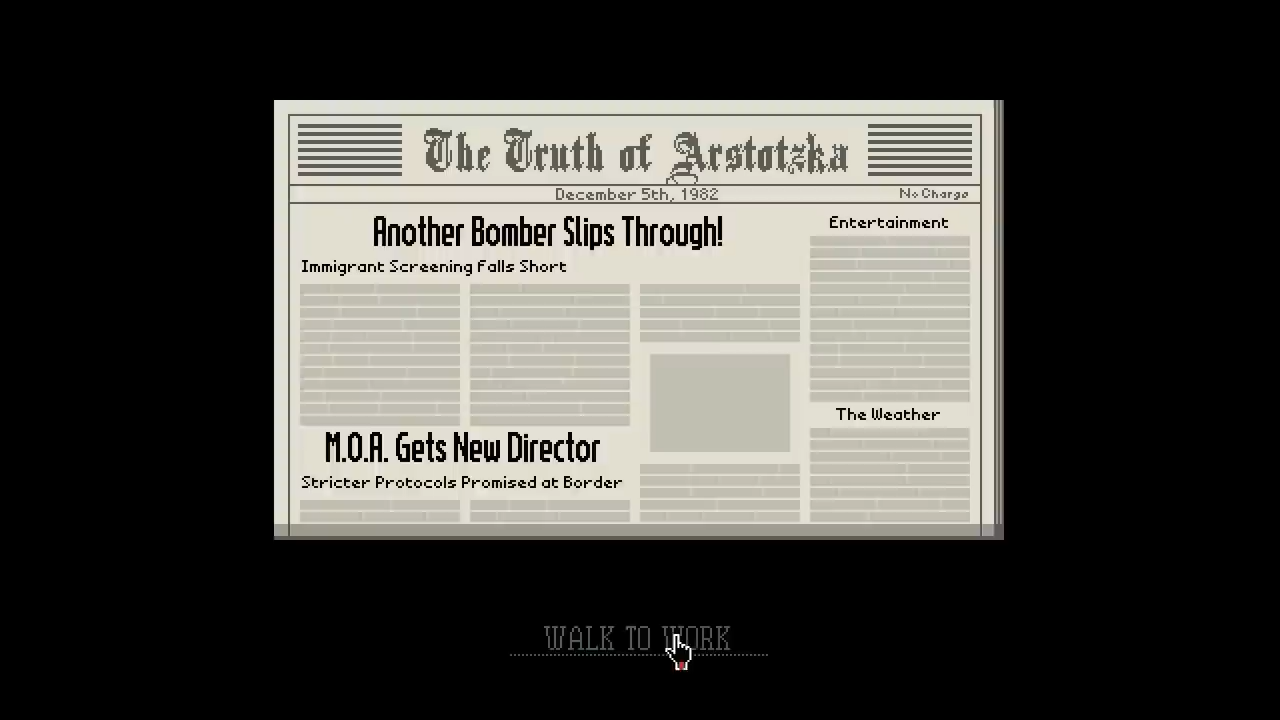 The Truth of Arstotzka
December 5th, 1982
No Charge
Another Bomber Slips Through!
Immigrant Screening Falls Short
M.O.A. Gets New Director
Stricter Protocols Promised at Border
Entertainment
The Weather
WALK TO WORK